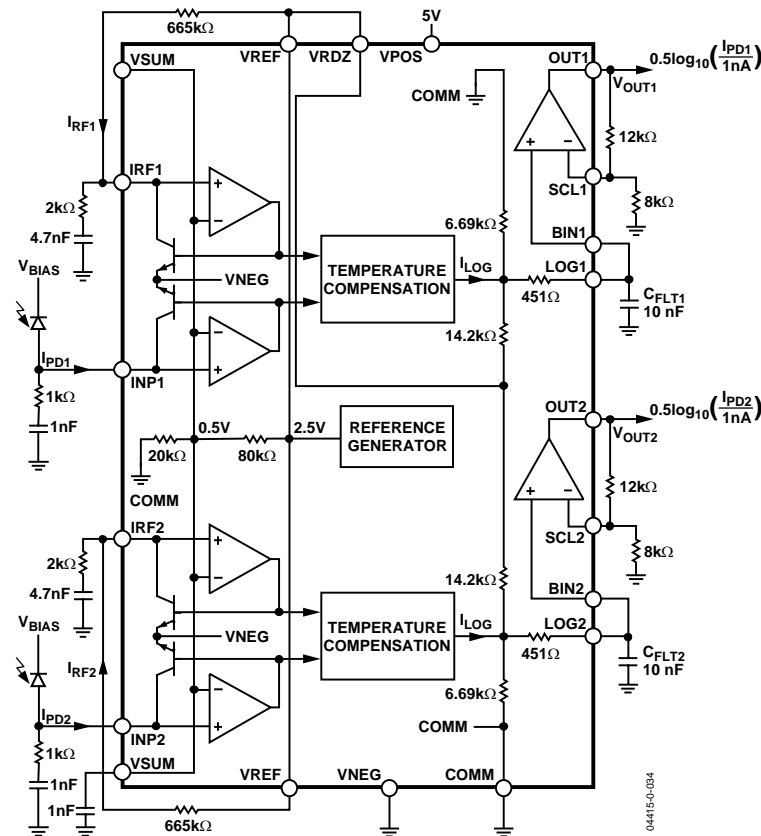 665kΩ
5V
VREF
VRDZ
VPOS
OUT1
0.5log10(IPD1/1nA)
VSUM
COMM
VOUT1
IRF1
12kΩ
IRF1
SCL1
2kΩ
8kΩ
6.69kΩ
4.7nF
BIN1
VBIAS
VNEG
TEMPERATURE
COMPENSATION
ILOG
LOG1
451Ω
CFLT1
10 nF
14.2kΩ
IPD1
INP1
1kΩ
OUT2
0.5log10(IPD2/1nA)
1nF
0.5V
2.5V
REFERENCE
GENERATOR
VOUT2
20kΩ
80kΩ
12kΩ
COMM
IRF2
SCL2
2kΩ
8kΩ
14.2kΩ
4.7nF
BIN2
VBIAS
VNEG
TEMPERATURE
COMPENSATION
ILOG
LOG2
IRF2
451Ω
CFLT2
10 nF
6.69kΩ
IPD2
COMM
INP2
1kΩ
VSUM
1nF
VREF
VNEG
COMM
1nF
665kΩ
04415-0-034